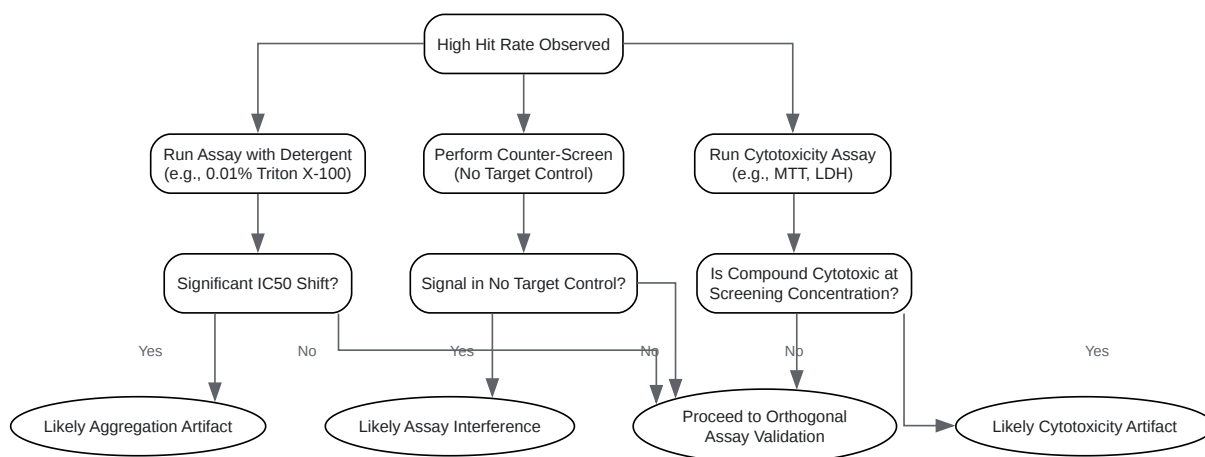 High Hit Rate Observed
Run Assay with Detergent
(e.g., 0.01% Triton X-100)
Perform Counter-Screen
(No Target Control)
Run Cytotoxicity Assay
(e.g., MTT, LDH)
Significant IC50 Shift?
Signal in No Target Control?
Is Compound Cytotoxic at
Screening Concentration?
Yes
No
Yes
No
No
Yes
Likely Aggregation Artifact
Likely Assay Interference
Proceed to Orthogonal
Assay Validation
Likely Cytotoxicity Artifact